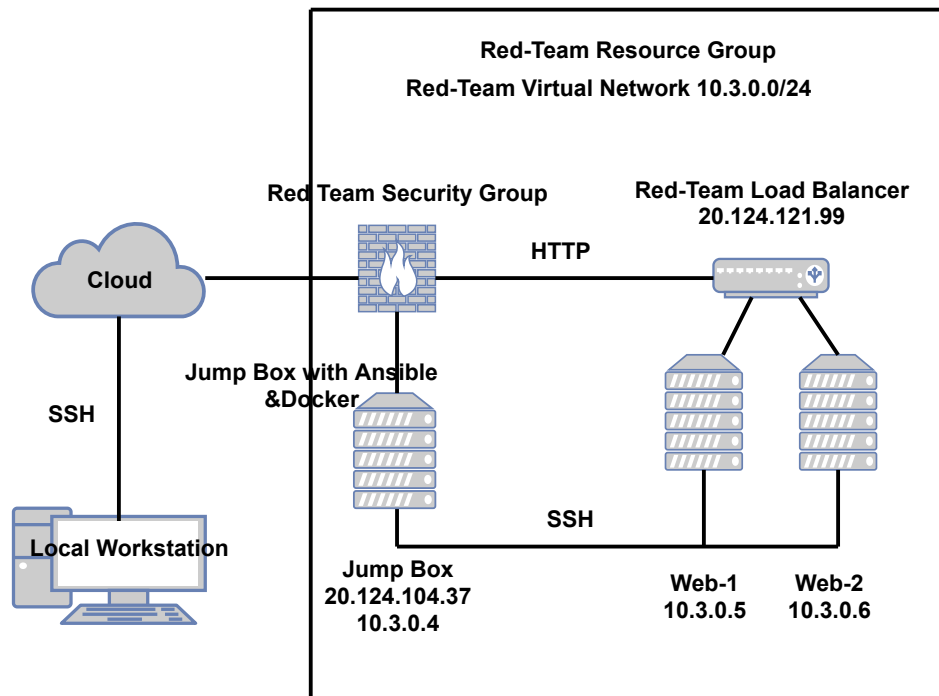 Red-Team Resource Group
Red-Team Virtual Network 10.3.0.0/24
Red Team Security Group
Red-Team Load Balancer
20.124.121.99
HTTP
Cloud
Jump Box with Ansible
&Docker
SSH
SSH
Local Workstation
Jump Box
20.124.104.37
10.3.0.4
Web-1
10.3.0.5
Web-2
10.3.0.6